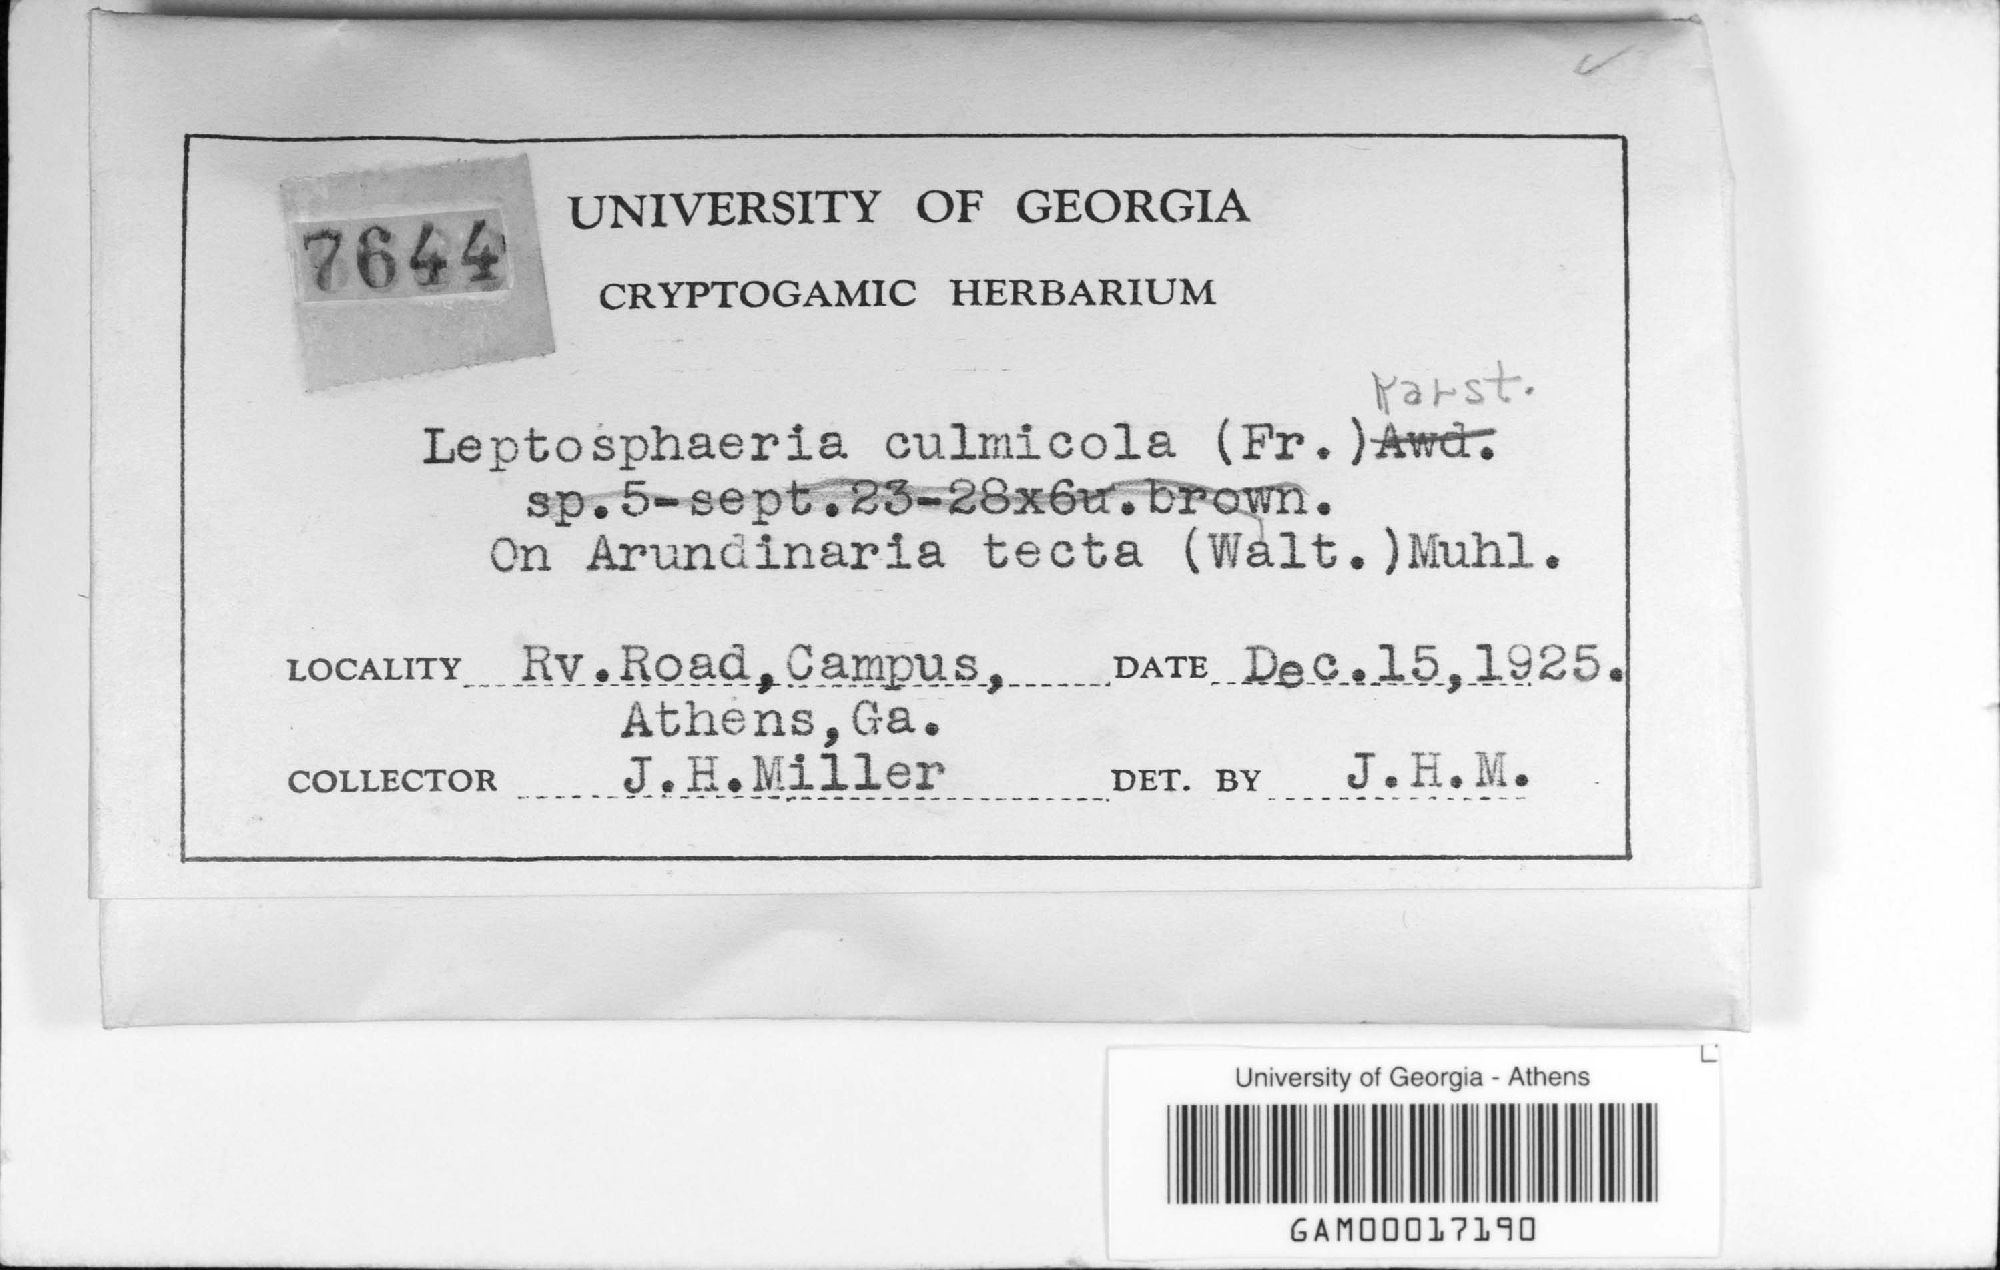 7644
UNIVERSITY OF GEORGIA
CRYPTOGAMIC HERBARIUM
Karst.
Leptosphaeria culmicola (Fr.)Awd.
sp.5-sept.23-28x6u.brown.
On Arundinaria tecta (Walt.)Muhl.
LOCALITY Rv.Road,Campus, DATE Dec.15,1925.
Athens,Ga.
COLLECTOR J.H.Miller DET. BY J.H.M.
University of Georgia - Athens
GAM00017190